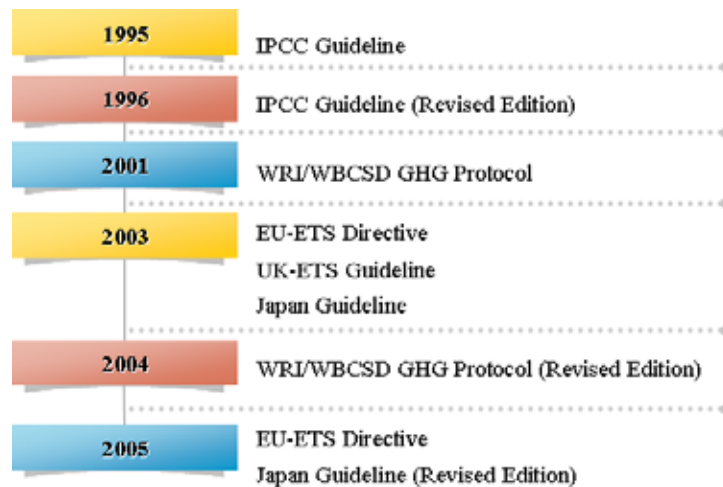 1995
IPCC Guideline
1996
IPCC Guideline (Revised Edition)
2001
WRI/WBCSD GHG Protocol
2003
EU-ETS Directive
UK-ETS Guideline
Japan Guideline
2004
WRI/WBCSD GHG Protocol (Revised Edition)
2005
EU-ETS Directive
Japan Guideline (Revised Edition)